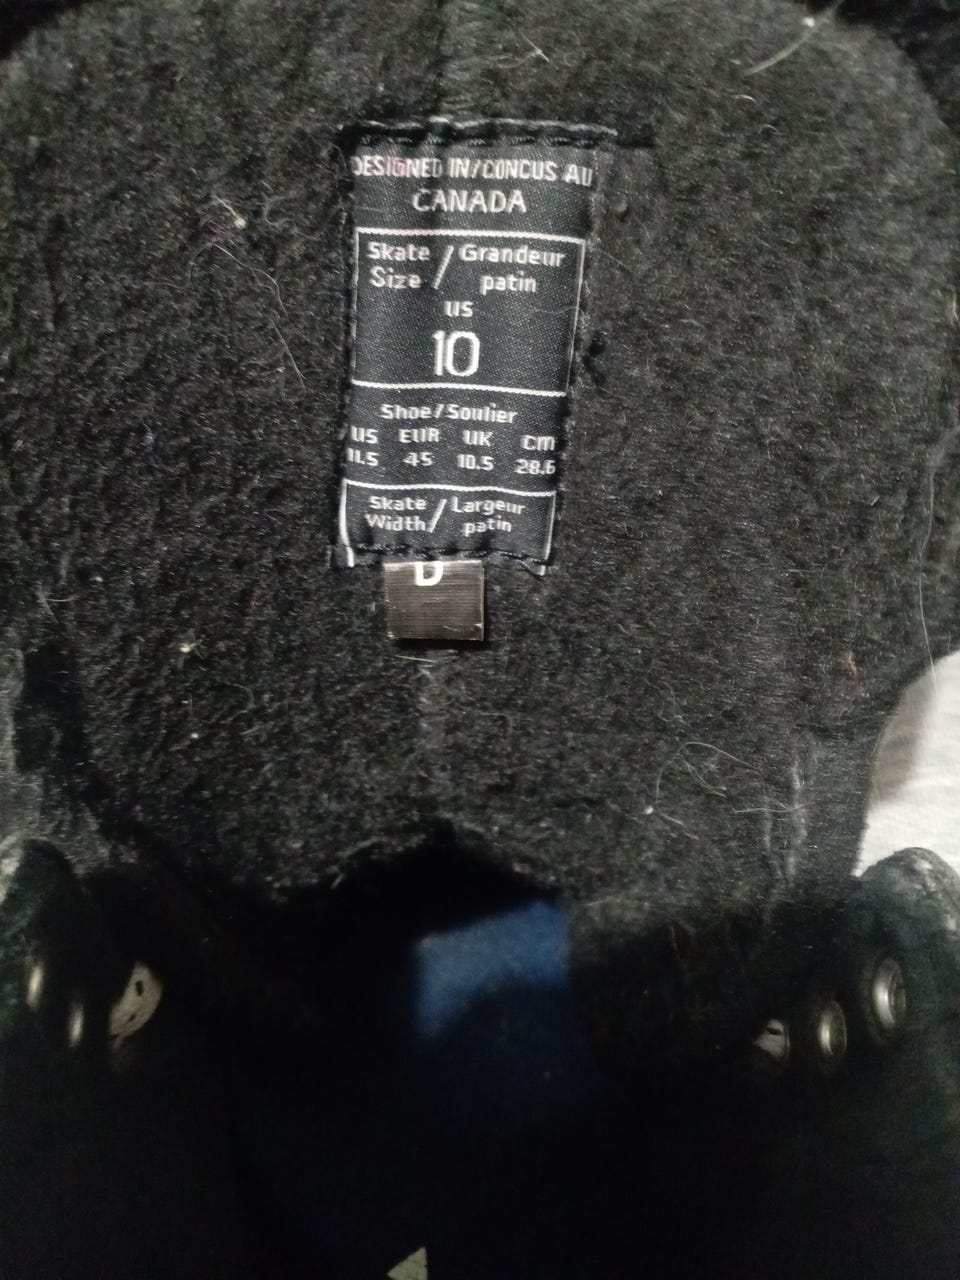 DESIGNED IN/CONCUS AU
CANADA
Skate Size / Grandeur patin
US
10
Shoe/Soulier
US EUR UK cm
11.5 45 10.5 28.6
Skate Width / Largeur patin
D